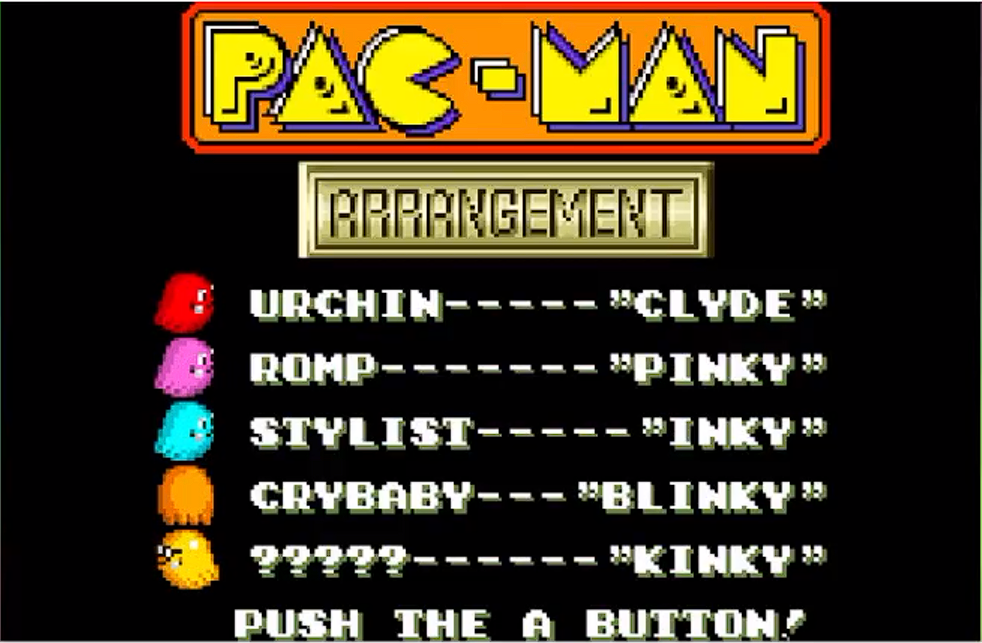 PAC-MAN
ARRANGEMENT
URCHIN-----"CLYDE"
ROMP-------"PINKY"
STYLIST-----"INKY"
CRYBABY---"BLINKY"
?????------"KINKY"
PUSH THE A BUTTON!